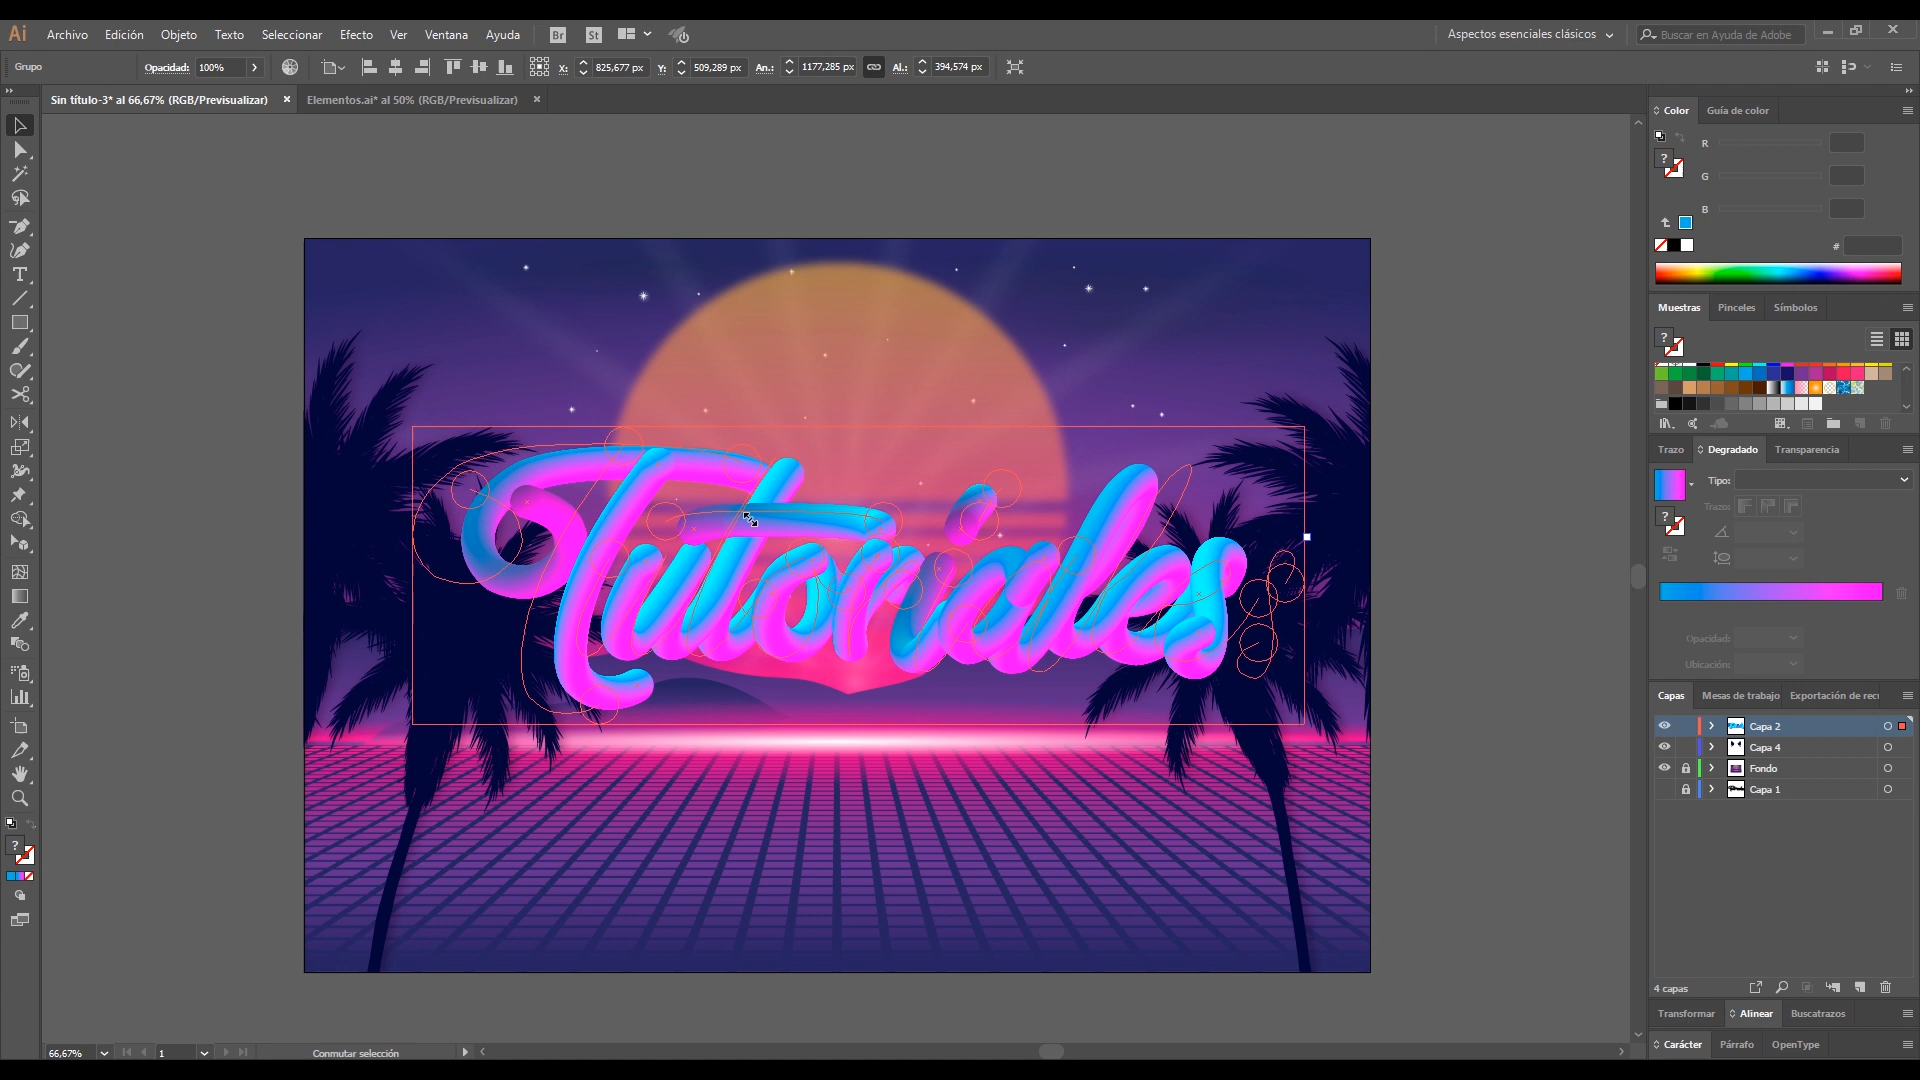 Ai Archivo Edición Objeto Texto Seleccionar Efecto Ver Ventana Ayuda Br St Aspectos esenciales clásicos Buscar en Ayuda de Adobe
Grupo Opacidad: 100% X: 825,677 px Y: 509,289 px An.: 1177,285 px Al.: 394,574 px
Sin título-3* al 66,67% (RGB/Previsualizar) Elementos.ai* al 50% (RGB/Previsualizar)
Color Guía de color
R
G
B
#
Muestras Pinceles Símbolos
Trazo Degradado Transparencia
Tipo:
Trazo:
Opacidad:
Ubicación:
Tutoriales
Capas Mesas de trabajo Exportación de rec
Capa 2
Capa 4
Fondo
Capa 1
4 capas
Transformar Alinear Buscatrazos
Carácter Párrafo OpenType
66,67% 1 Conmutar selección